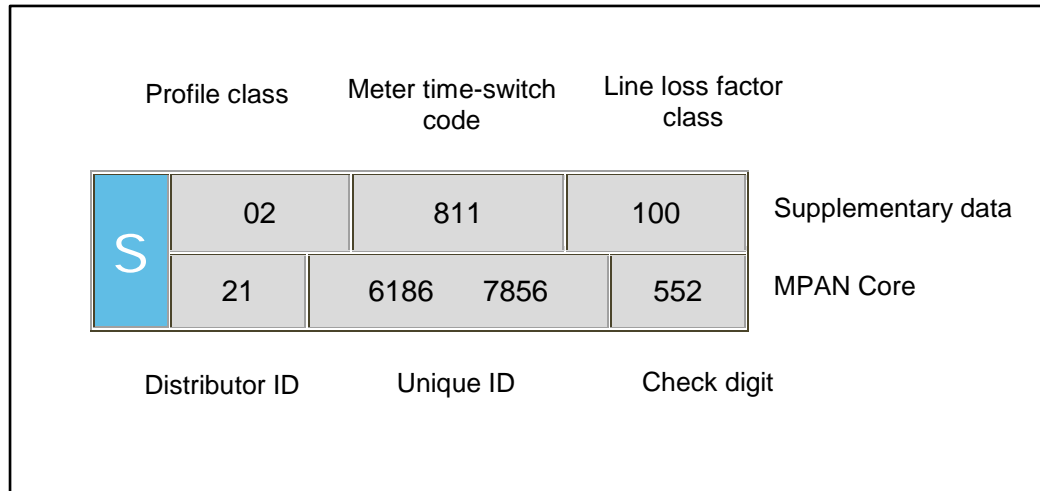 Profile class
Meter time-switch
code
Line loss factor
class
S
02
811
100
Supplementary data
21
6186 7856
552
MPAN Core
Distributor ID
Unique ID
Check digit